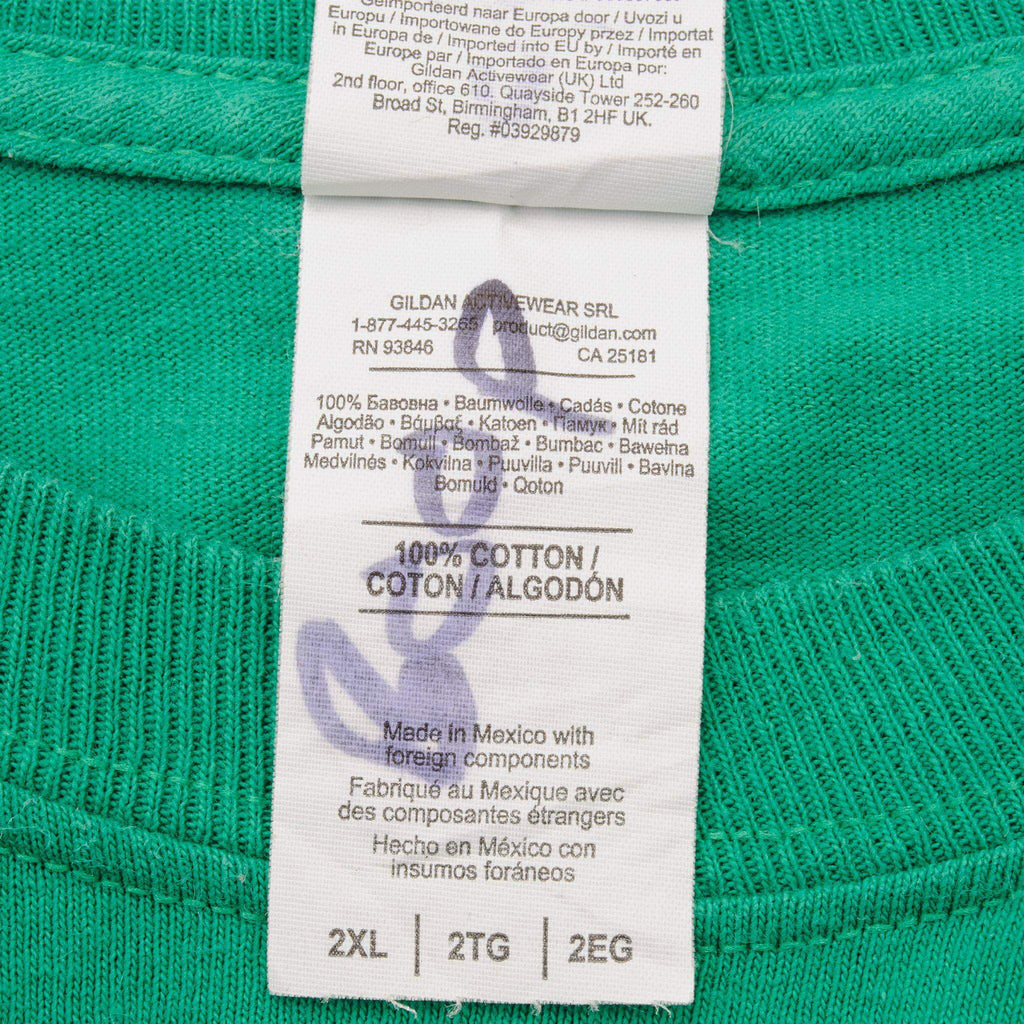 Geïmporteerd naar Europa door / Uvozi u
Europu / Importowane do Europy przez / Importat
in Europa de / Imported into EU by / Importé en
Europe par / Importado en Europa por:
Gildan Activewear (UK) Ltd
2nd floor, office 610. Quayside Tower 252-260
Broad St, Birmingham, B1 2HF UK.
Reg. #03929879
GILDAN ACTIVEWEAR SRL
1-877-445-3265 product@gildan.com
RN 93846 CA 25181
100% Бавовна • Baumwolle • Cadás • Cotone
Algodão • Βάμβαξ • Katoen • Памук • Mít rád
Pamut • Bomull • Bombaž • Bumbac • Bawełna
Medvilnės • Kokvilna • Puuvilla • Puuvill • Bavlna
Bomuld • Qoton
100% COTTON /
COTON / ALGODÓN
Made in Mexico with
foreign components
Fabriqué au Mexique avec
des composantes étrangers
Hecho en México con
insumos foráneos
2XL | 2TG | 2EG